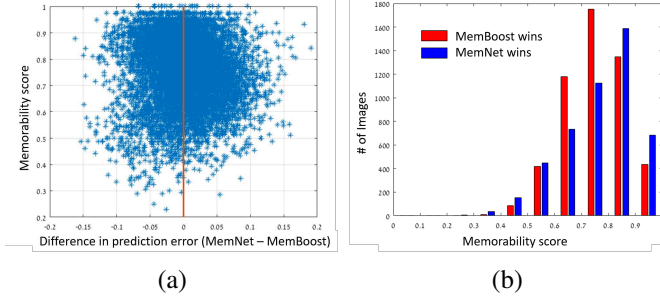 1
0.9
0.8
0.7
0.6
0.5
0.4
0.3
0.2
-0.2 -0.15 -0.1 -0.05 0 0.05 0.1 0.15 0.2
Memorability score
Difference in prediction error (MemNet – MemBoost)
(a)
1800
1600
1400
1200
1000
800
600
400
200
0
0 0.1 0.2 0.3 0.4 0.5 0.6 0.7 0.8 0.9
# of Images
MemBoost wins
MemNet wins
Memorability score
(b)